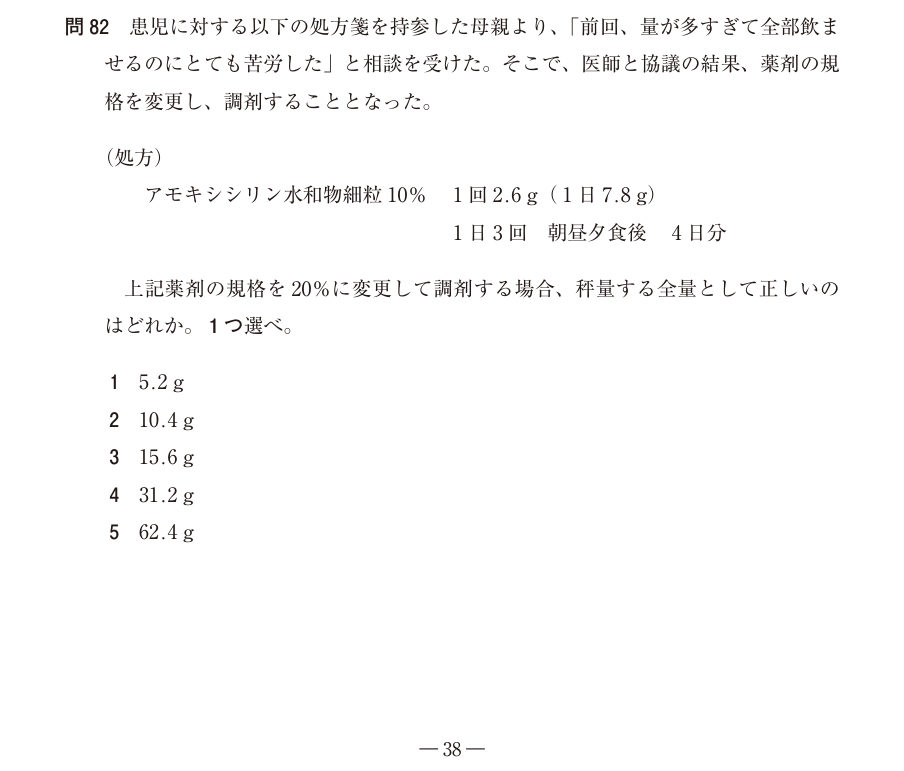 問 82　患児に対する以下の処方箋を持参した母親より、「前回、量が多すぎて全部飲ま
せるのにとても苦労した」と相談を受けた。そこで、医師と協議の結果、薬剤の規
格を変更し、調剤することとなった。
（処方）
アモキシシリン水和物細粒 10%　1 回 2.6 g（1 日 7.8 g）
1 日 3 回　朝昼夕食後　4 日分
上記薬剤の規格を 20%に変更して調剤する場合、秤量する全量として正しいの
はどれか。1 つ選べ。
1　5.2 g
2　10.4 g
3　15.6 g
4　31.2 g
5　62.4 g
— 38 —